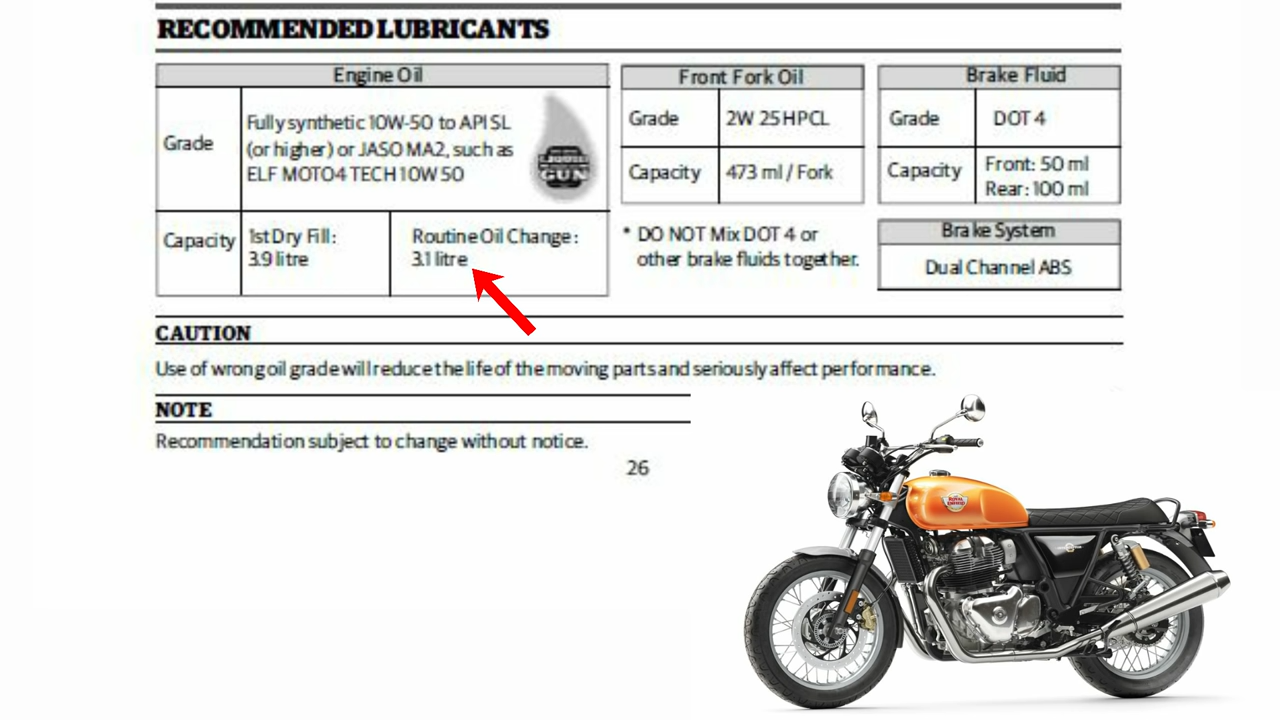 RECOMMENDED LUBRICANTS
Engine Oil
Grade
Fully synthetic 10W-50 to API SL
(or higher) or JASO MA2, such as
ELF MOTO4 TECH 10W 50
LIQUID
GUN
Capacity
1st Dry Fill:
3.9 litre
Routine Oil Change:
3.1 litre
Front Fork Oil
Grade
2W 25 HPCL
Capacity
473 ml / Fork
* DO NOT Mix DOT 4 or
other brake fluids together.
Brake Fluid
Grade
DOT 4
Capacity
Front: 50 ml
Rear: 100 ml
Brake System
Dual Channel ABS
CAUTION
Use of wrong oil grade will reduce the life of the moving parts and seriously affect performance.
NOTE
Recommendation subject to change without notice.
26
ROYAL
ENFIELD